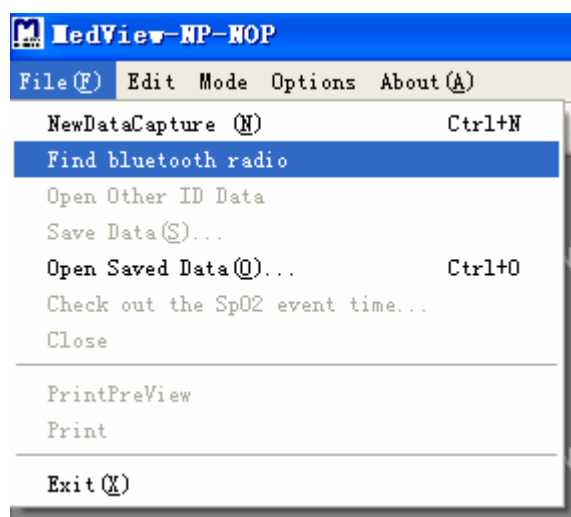 MedView-NP-NOP
File(F) Edit Mode Options About(A)
NewDataCapture (N) Ctrl+N
Find bluetooth radio
Open Other ID Data
Save Data(S)...
Open Saved Data(O)... Ctrl+O
Check out the SpO2 event time...
Close
PrintPreView
Print
Exit(X)